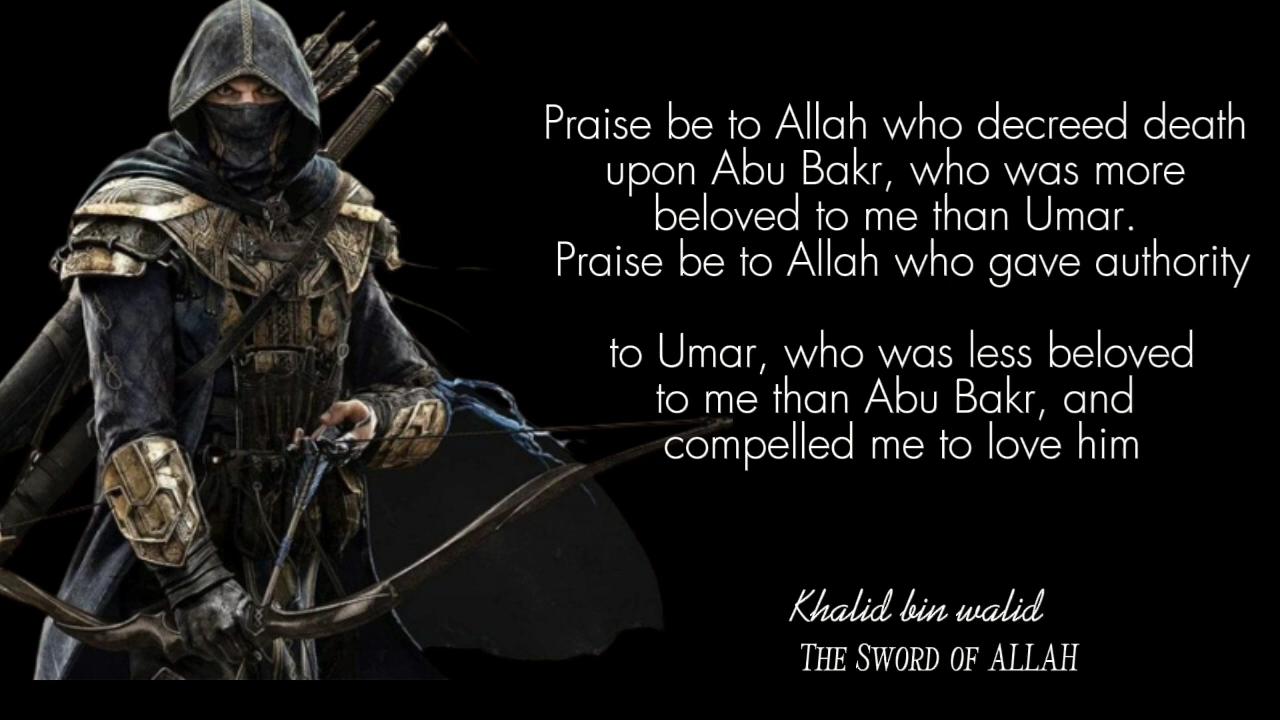 Praise be to Allah who decreed death
upon Abu Bakr, who was more
beloved to me than Umar.
Praise be to Allah who gave authority
to Umar, who was less beloved
to me than Abu Bakr, and
compelled me to love him
Khalid bin walid
THE SWORD OF ALLAH